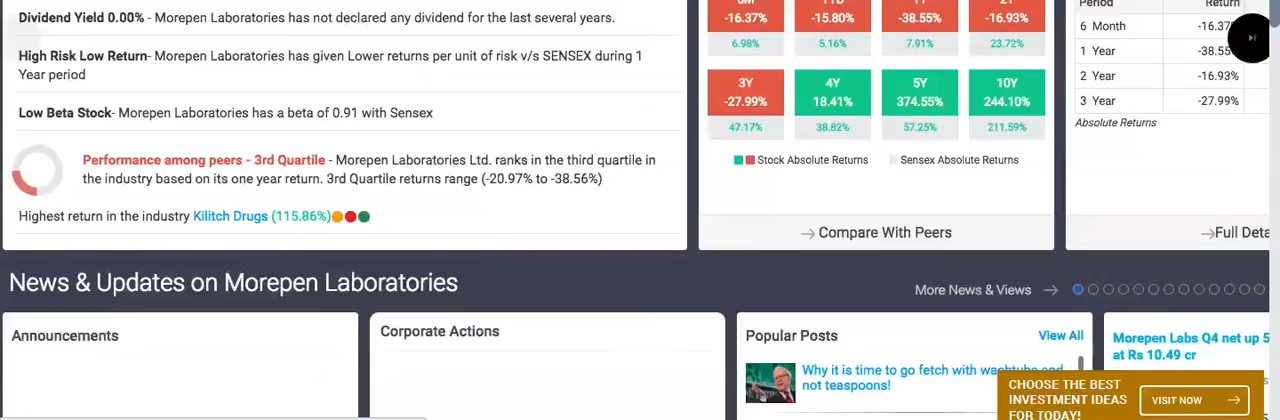 Dividend Yield 0.00% - Morepen Laboratories has not declared any dividend for the last several years.
High Risk Low Return- Morepen Laboratories has given Lower returns per unit of risk v/s SENSEX during 1
Year period
Low Beta Stock- Morepen Laboratories has a beta of 0.91 with Sensex
Performance among peers - 3rd Quartile - Morepen Laboratories Ltd. ranks in the third quartile in
the industry based on its one year return. 3rd Quartile returns range (-20.97% to -38.56%)
Highest return in the industry Kilitch Drugs (115.86%)
-16.37% -15.80% -38.55% -16.93%
6.98% 5.16% 7.91% 23.72%
3Y 4Y 5Y 10Y
-27.99% 18.41% 374.55% 244.10%
47.17% 38.82% 57.25% 211.59%
Stock Absolute Returns Sensex Absolute Returns
Compare With Peers
Period Return
6 Month -16.37
1 Year -38.55
2 Year -16.93%
3 Year -27.99%
Absolute Returns
Full Deta
News & Updates on Morepen Laboratories
More News & Views
Announcements
Corporate Actions
Popular Posts View All
Why it is time to go fetch with washtubs and
not teaspoons!
Morepen Labs Q4 net up 5
at Rs 10.49 cr
CHOOSE THE BEST
INVESTMENT IDEAS
FOR TODAY!
VISIT NOW